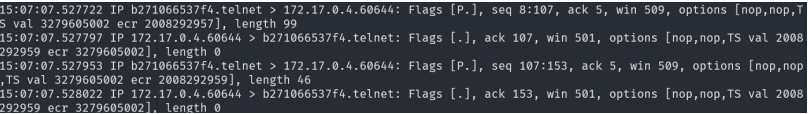 15:07:07.527722 IP b271066537f4.telnet > 172.17.0.4.60644: Flags [P.], seq 8:107, ack 5, win 509, options [nop,nop,T
S val 3279605002 ecr 2008292957], length 99
15:07:07.527797 IP 172.17.0.4.60644 > b271066537f4.telnet: Flags [.], ack 107, win 501, options [nop,nop,TS val 2008
292959 ecr 3279605002], length 0
15:07:07.527953 IP b271066537f4.telnet > 172.17.0.4.60644: Flags [P.], seq 107:153, ack 5, win 509, options [nop,nop
,TS val 3279605002 ecr 2008292959], length 46
15:07:07.528022 IP 172.17.0.4.60644 > b271066537f4.telnet: Flags [.], ack 153, win 501, options [nop,nop,TS val 2008
292959 ecr 3279605002], length 0